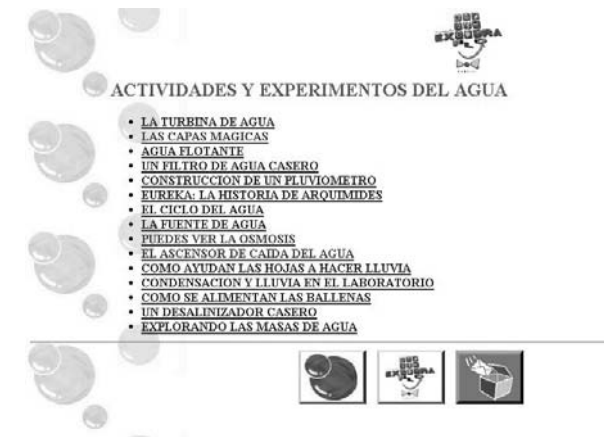 ACTIVIDADES Y EXPERIMENTOS DEL AGUA
LA TURBINA DE AGUA
LAS CAPAS MAGICAS
AGUA FLOTANTE
UN FILTRO DE AGUA CASERO
CONSTRUCCION DE UN PLUVIOMETRO
EUREKA: LA HISTORIA DE ARQUIMIDES
EL CICLO DEL AGUA
LA FUENTE DE AGUA
PUEDES VER LA OSMOSIS
EL ASCENSOR DE CAIDA DEL AGUA
COMO AYUDAN LAS HOJAS A HACER LLUVIA
CONDENSACION Y LLUVIA EN EL LABORATORIO
COMO SE ALIMENTAN LAS BALLENAS
UN DESALINIZADOR CASERO
EXPLORANDO LAS MASAS DE AGUA